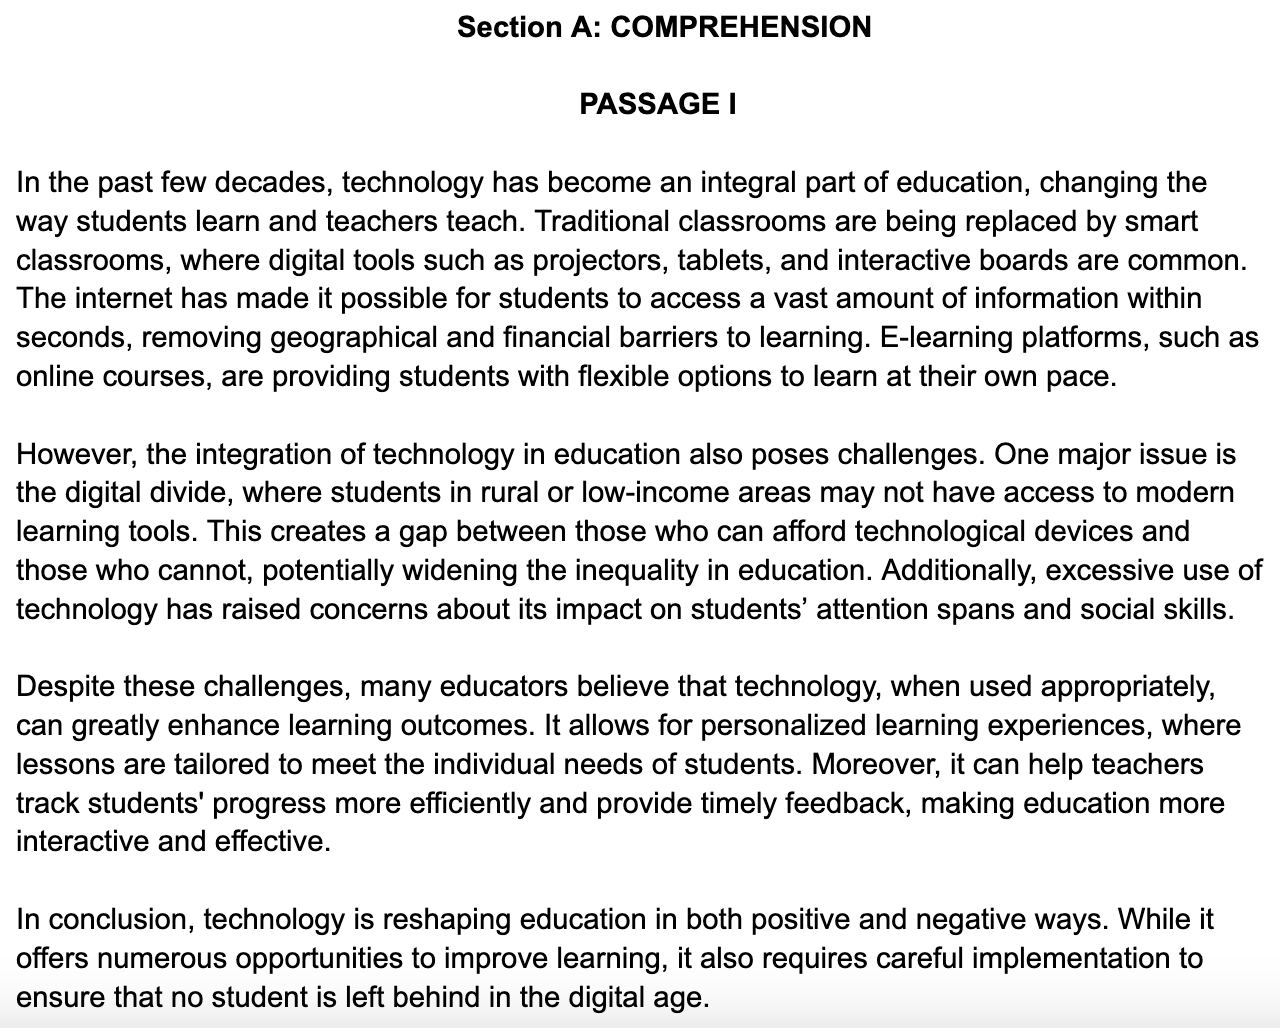 Section A: COMPREHENSION
PASSAGE I
In the past few decades, technology has become an integral part of education, changing the
way students learn and teachers teach. Traditional classrooms are being replaced by smart
classrooms, where digital tools such as projectors, tablets, and interactive boards are common.
The internet has made it possible for students to access a vast amount of information within
seconds, removing geographical and financial barriers to learning. E-learning platforms, such as
online courses, are providing students with flexible options to learn at their own pace.
However, the integration of technology in education also poses challenges. One major issue is
the digital divide, where students in rural or low-income areas may not have access to modern
learning tools. This creates a gap between those who can afford technological devices and
those who cannot, potentially widening the inequality in education. Additionally, excessive use of
technology has raised concerns about its impact on students’ attention spans and social skills.
Despite these challenges, many educators believe that technology, when used appropriately,
can greatly enhance learning outcomes. It allows for personalized learning experiences, where
lessons are tailored to meet the individual needs of students. Moreover, it can help teachers
track students' progress more efficiently and provide timely feedback, making education more
interactive and effective.
In conclusion, technology is reshaping education in both positive and negative ways. While it
offers numerous opportunities to improve learning, it also requires careful implementation to
ensure that no student is left behind in the digital age.